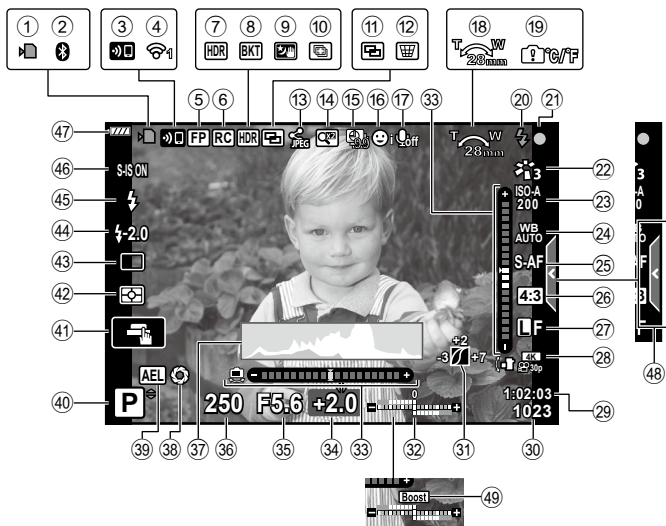 ① ② ③ ④ ⑦ ⑧ ⑨ ⑩ ⑪ ⑫ ⑱ ⑲
1 HDR BKT T W 28mm °C/°F
⑤ ⑥ ⑬ ⑭ ⑮ ⑯ ⑰ ㉝ ⑳ ㉑
㊼ FP RC HDR JPEG X2 i off T W 28mm
㊻ S-IS ON 3 ㉒
ISO-A 200 ㉓
㊺
㊹ -2.0 WB AUTO ㉔
㊸ S-AF ㉕
㊷ 4:3 ㉖
㊶ L F ㉗
+2
-3 +7 4K 30p ㉘
㊽
AEL 1:02:03 ㉙
㊵ P 250 F5.6 +2.0 0 1023
㊴ ㊳ ㊲ ㊱ ㉟ ㉞ ㉝ ㉜ ㉛ ㉚
Boost ㊾